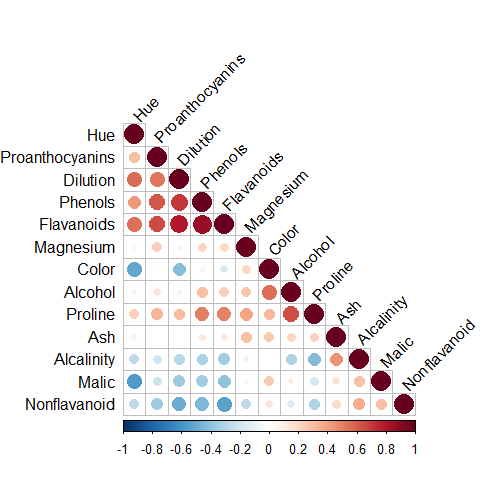 Hue
Proanthocyanins
Dilution
Phenols
Flavanoids
Magnesium
Color
Alcohol
Proline
Ash
Alcalinity
Malic
Nonflavanoid
Hue
Proanthocyanins
Dilution
Phenols
Flavanoids
Magnesium
Color
Alcohol
Proline
Ash
Alcalinity
Malic
Nonflavanoid
-1 -0.8 -0.6 -0.4 -0.2 0 0.2 0.4 0.6 0.8 1